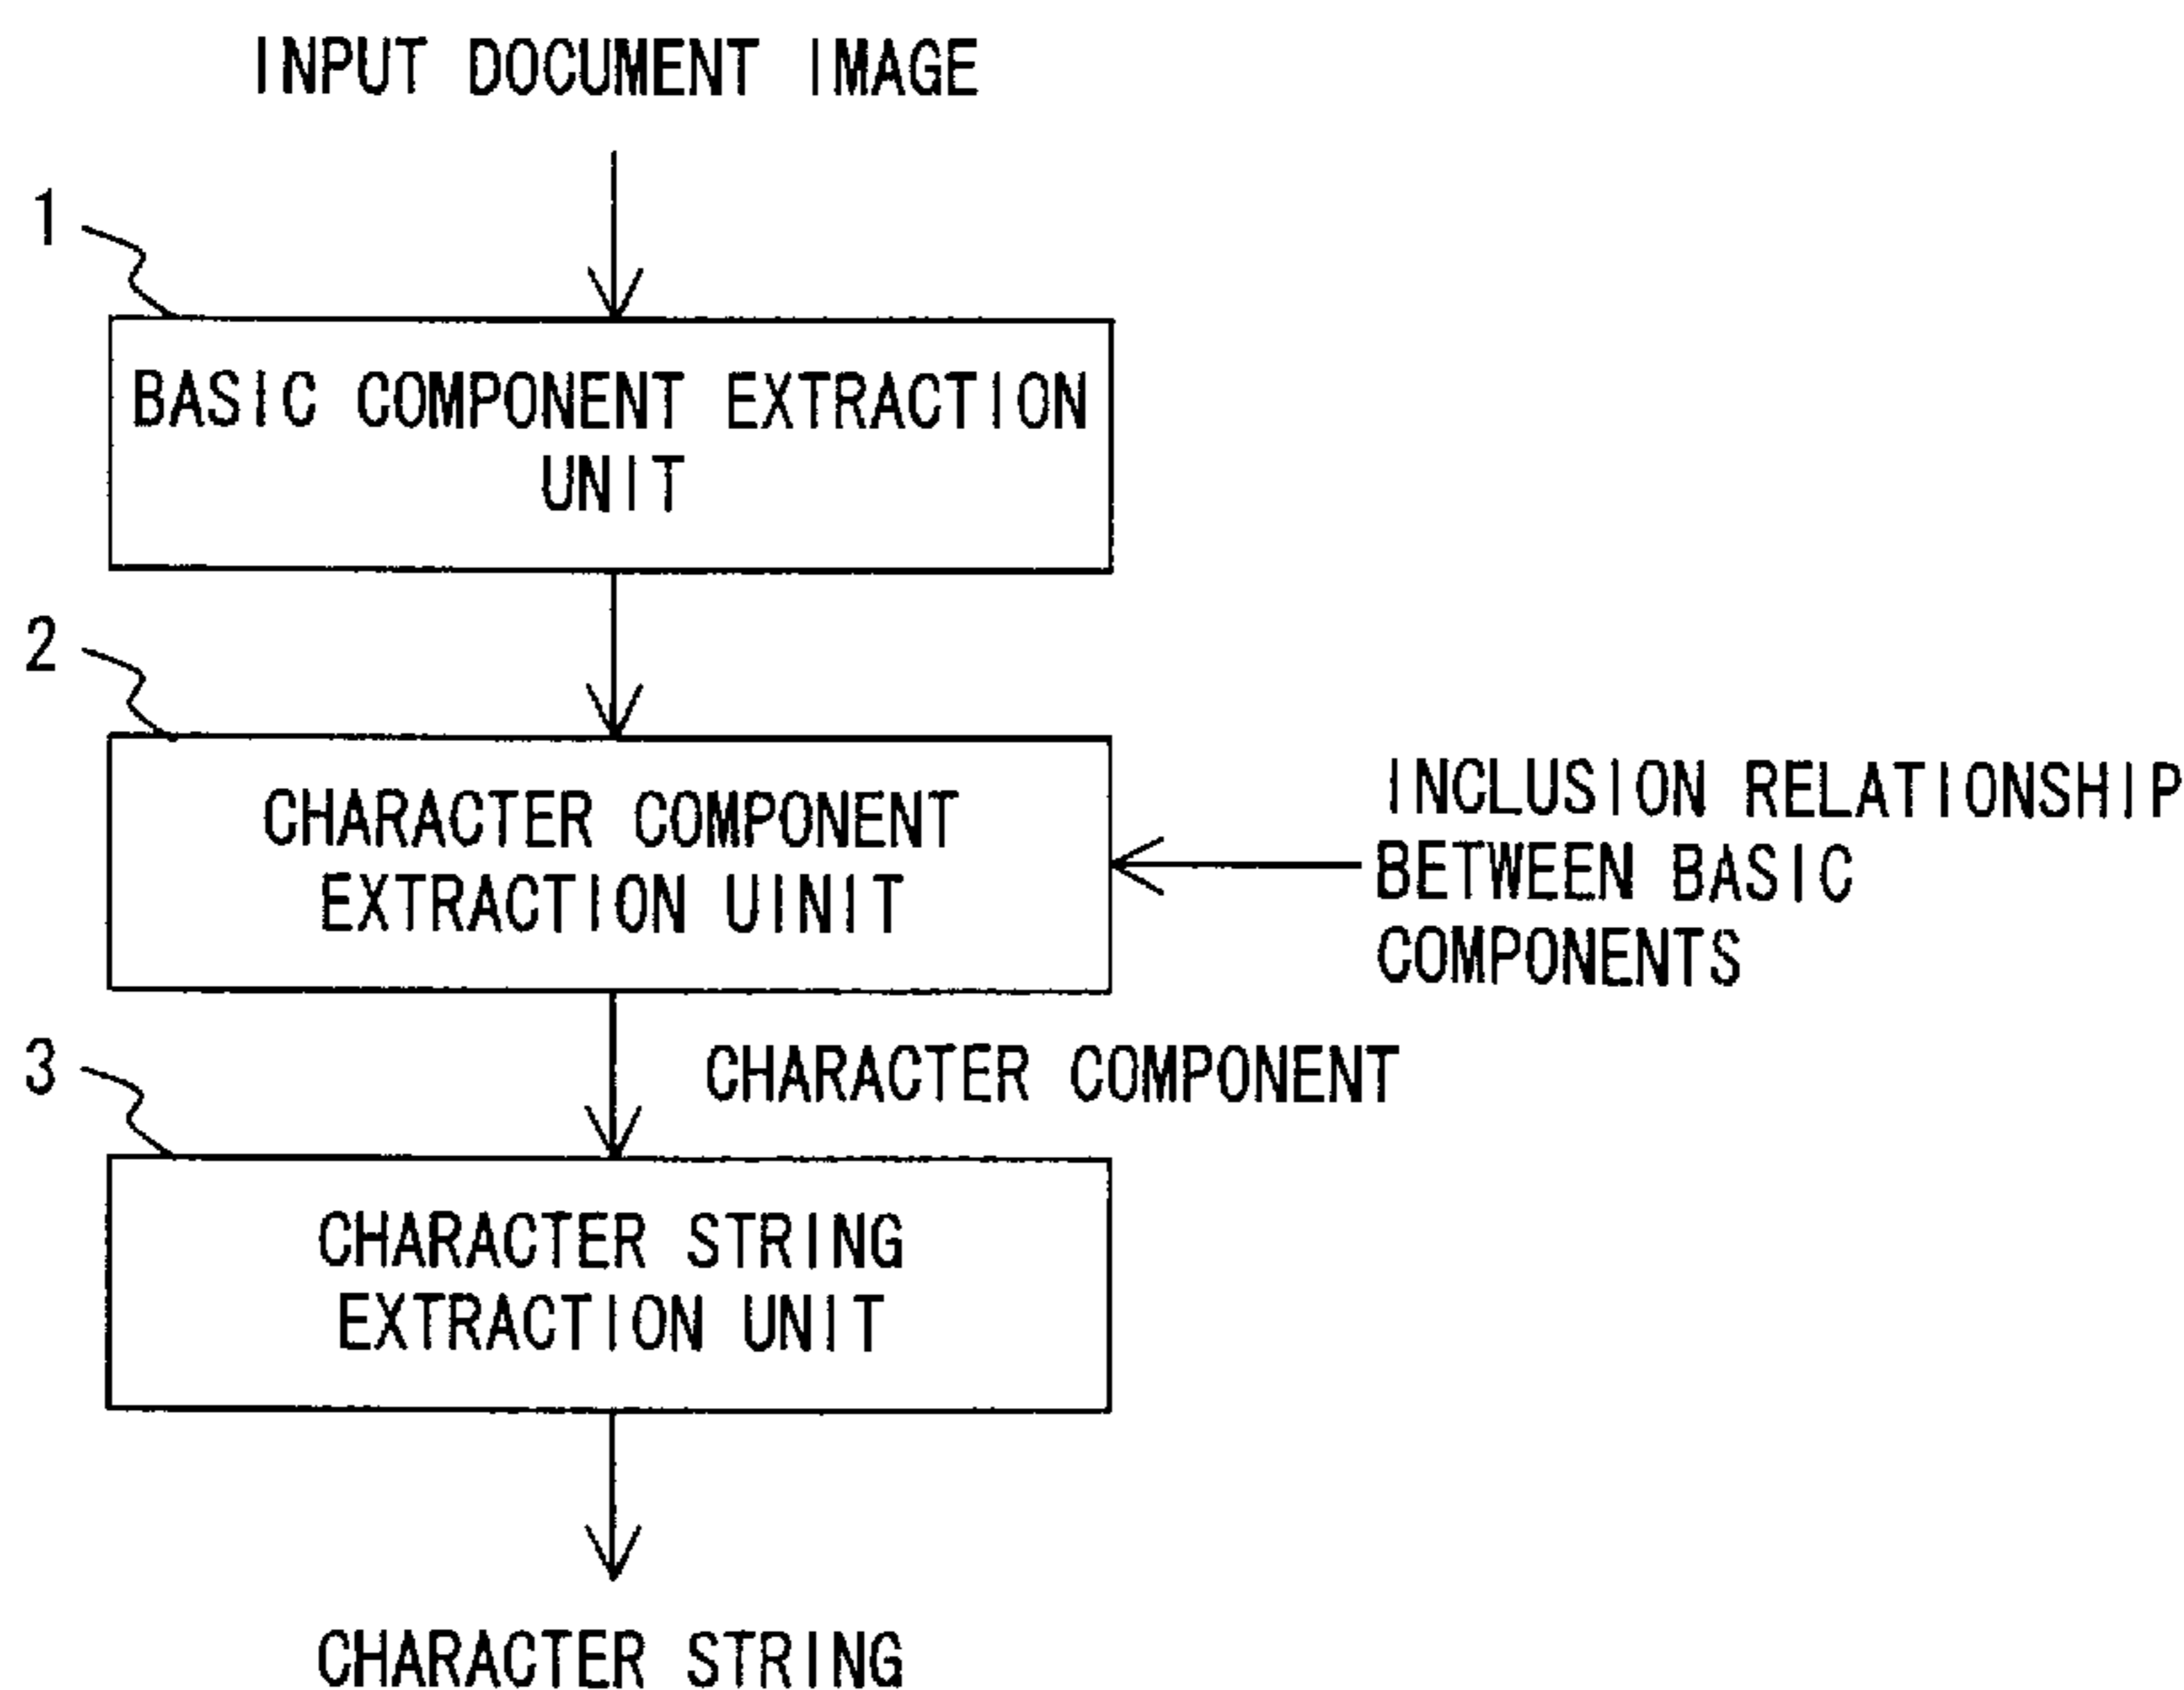 INPUT DOCUMENT IMAGE
1
BASIC COMPONENT EXTRACTION
UNIT
2
CHARACTER COMPONENT
EXTRACTION UINIT
INCLUSION RELATIONSHIP
BETWEEN BASIC
COMPONENTS
CHARACTER COMPONENT
3
CHARACTER STRING
EXTRACTION UNIT
CHARACTER STRING